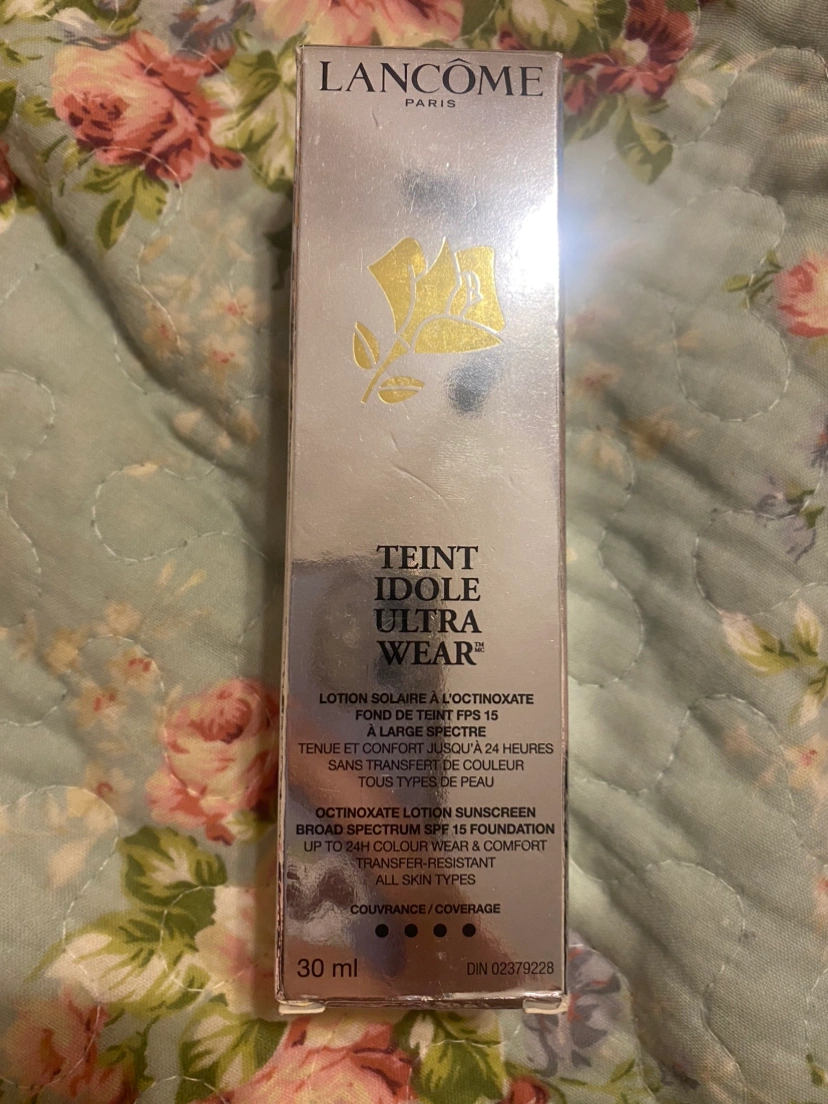 LANCÔME
PARIS
TEINT
IDOLE
ULTRA
WEAR™ MC
LOTION SOLAIRE À L'OCTINOXATE
FOND DE TEINT FPS 15
À LARGE SPECTRE
TENUE ET CONFORT JUSQU'À 24 HEURES
SANS TRANSFERT DE COULEUR
TOUS TYPES DE PEAU
OCTINOXATE LOTION SUNSCREEN
BROAD SPECTRUM SPF 15 FOUNDATION
UP TO 24H COLOUR WEAR & COMFORT
TRANSFER-RESISTANT
ALL SKIN TYPES
COUVRANCE / COVERAGE
30 ml DIN 02379228